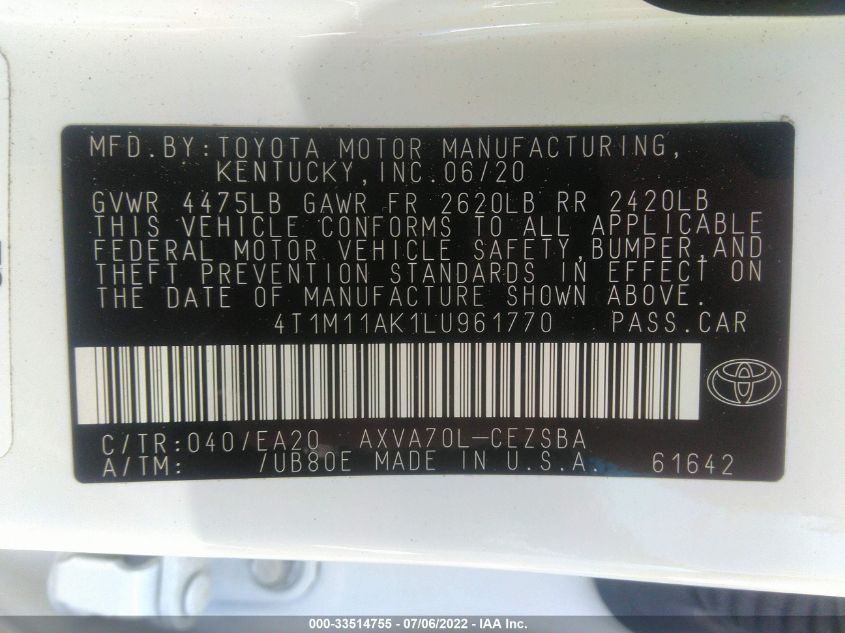 MFD.BY:TOYOTA MOTOR MANUFACTURING,
KENTUCKY,INC.06/20
GVWR 4475LB GAWR FR 2620LB RR 2420LB
THIS VEHICLE CONFORMS TO ALL APPLICABLE
FEDERAL MOTOR VEHICLE SAFETY,BUMPER,AND
THEFT PREVENTION STANDARDS IN EFFECT ON
THE DATE OF MANUFACTURE SHOWN ABOVE.
4T1M11AK1LU961770 PASS.CAR
C/TR:040/EA20 AXVA70L-CEZSBA
A/TM: /UB80E MADE IN U.S.A. 61642
000-33514755 - 07/06/2022 - IAA Inc.